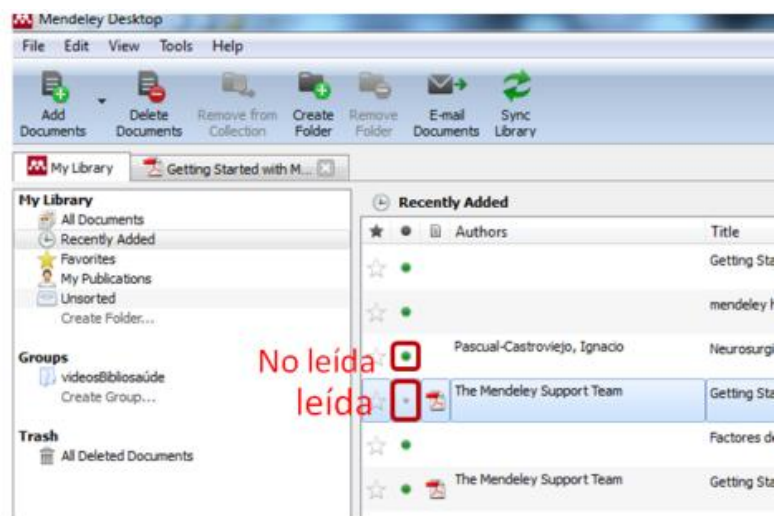 Mendeley Desktop
File Edit View Tools Help
Add Documents
Delete Documents
Remove from Collection
Create Folder
Remove Folder
E-mail Documents
Sync Library
My Library
Getting Started with M...
My Library
All Documents
Recently Added
Favorites
My Publications
Unsorted
Create Folder...
Groups
videosBibliosaúde
Create Group...
Trash
All Deleted Documents
Recently Added
Authors Title
Getting Sta
mendeley h
No leída
Pascual-Castroviejo, Ignacio Neurosurgi
leída
The Mendeley Support Team Getting Sta
Factores de
The Mendeley Support Team Getting Sta